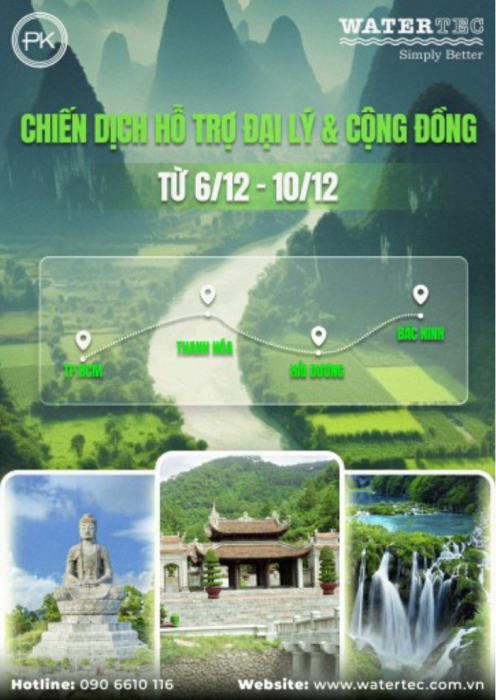 PK
WATERTEC
Simply Better
CHIẾN DỊCH HỖ TRỢ ĐẠI LÝ & CỘNG ĐỒNG
TỪ 6/12 - 10/12
TP HCM
THANH HÓA
HẢI DƯƠNG
BẮC NINH
Hotline: 090 6610 116
Website: www.watertec.com.vn